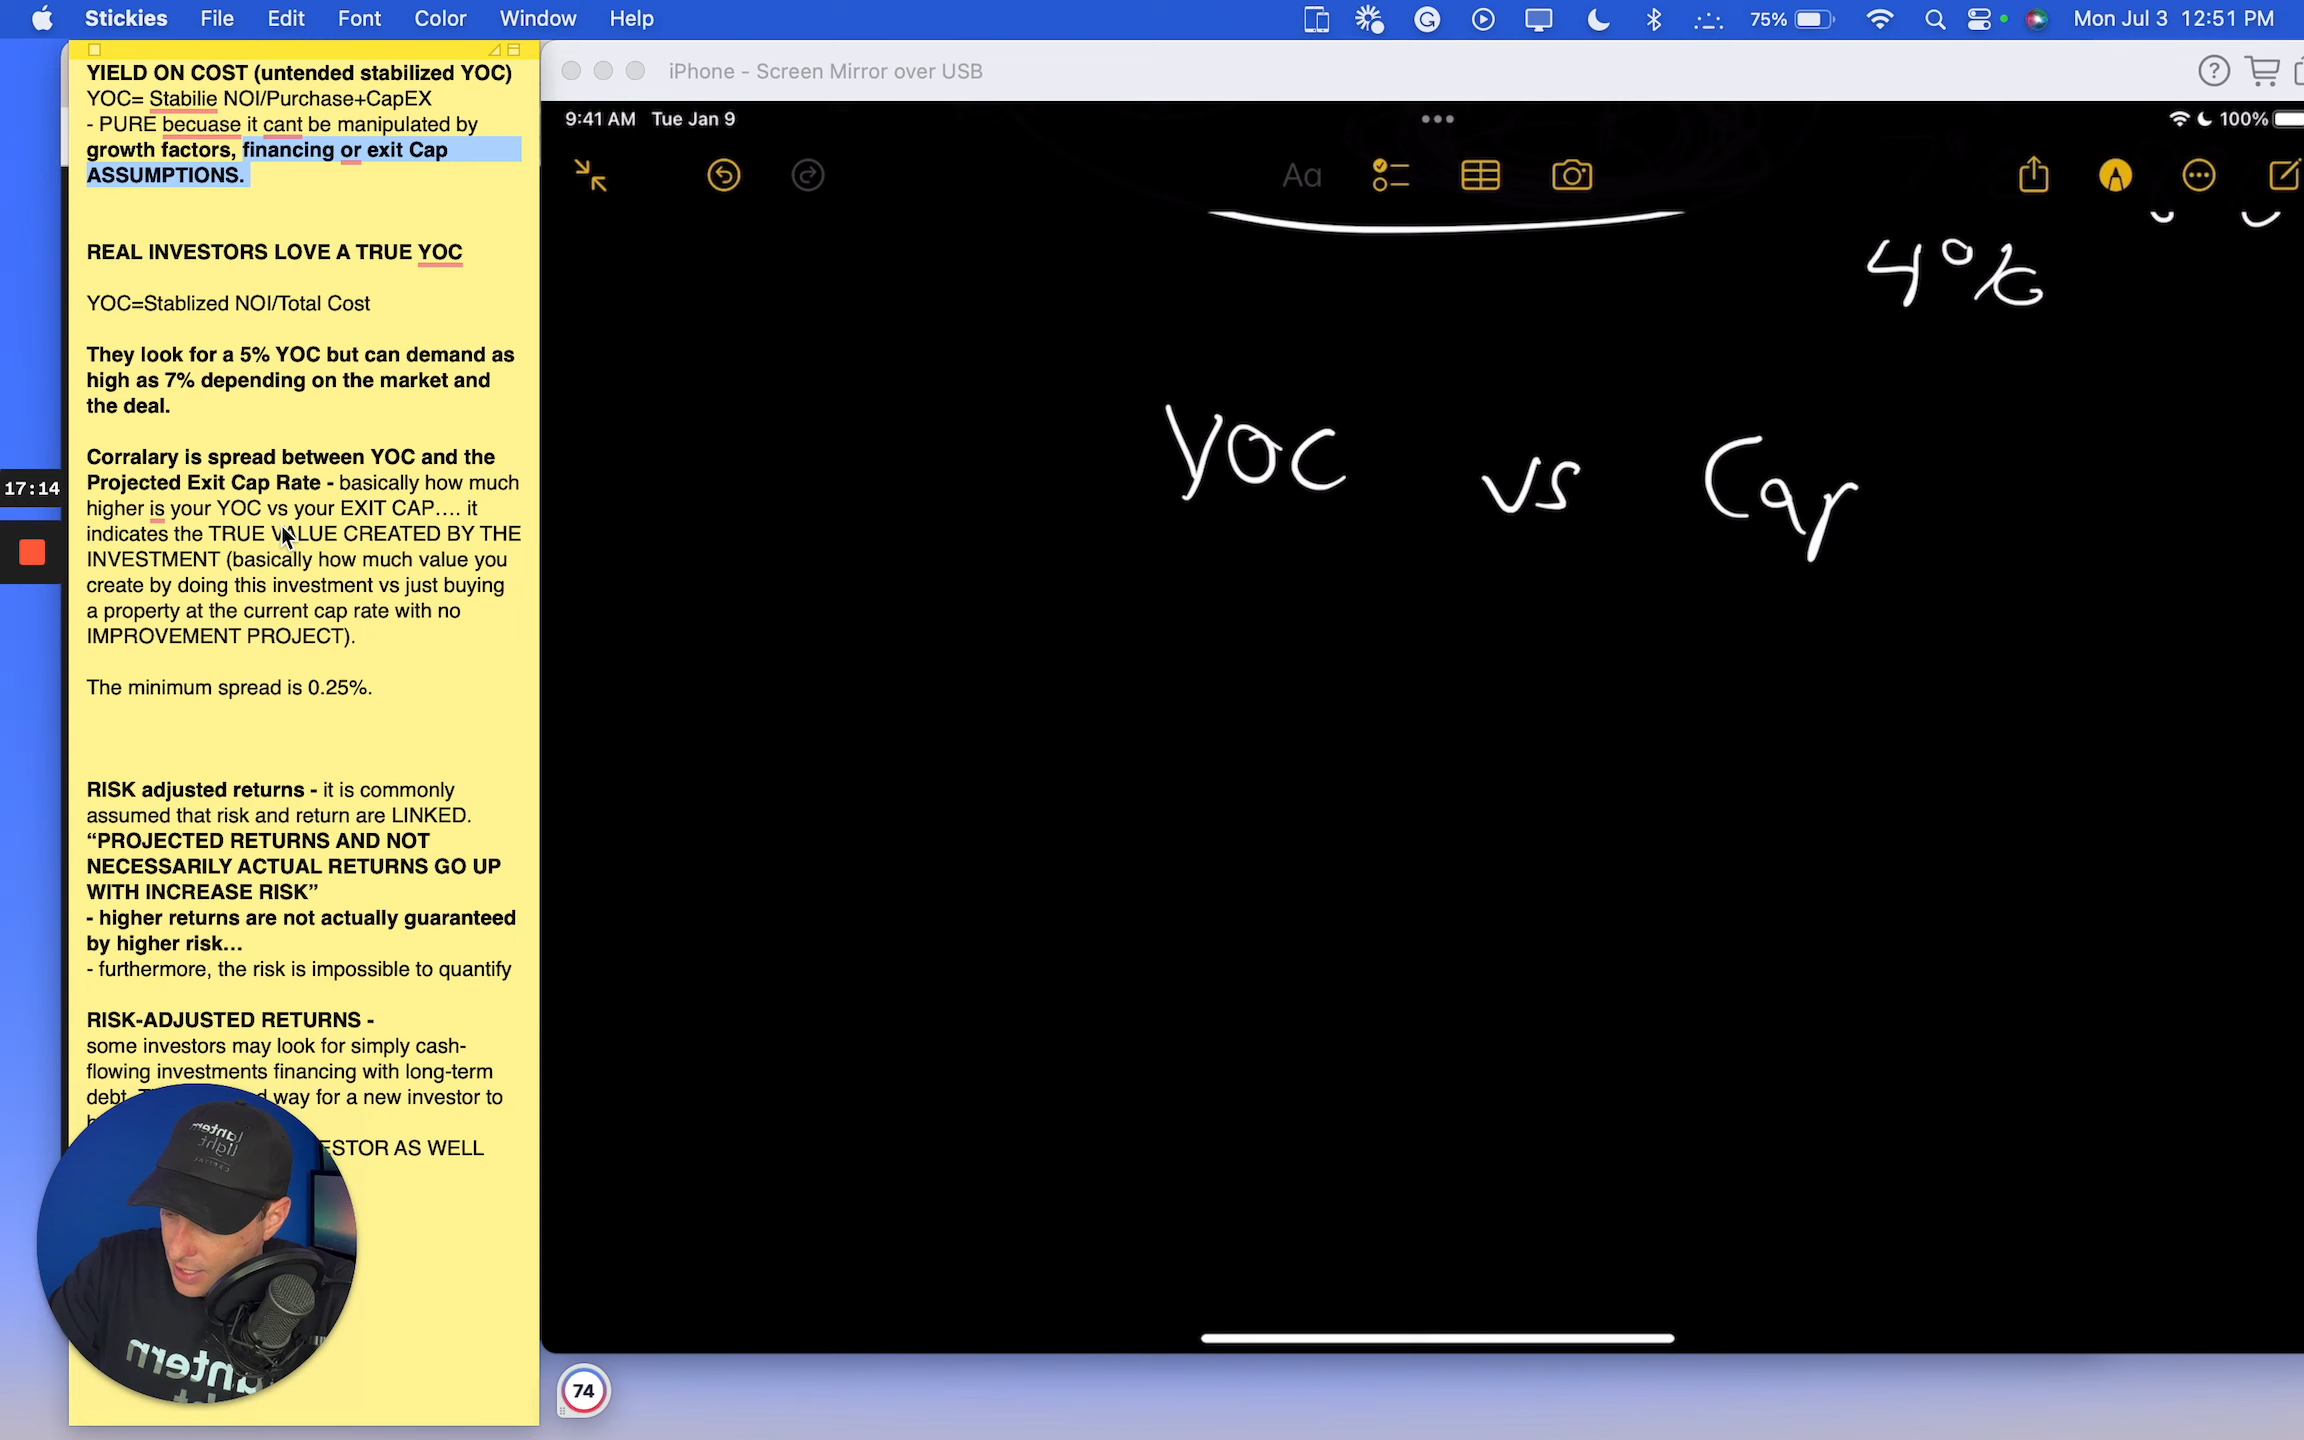 Stickies File Edit Font Color Window Help 75% Mon Jul 3 12:51 PM
YIELD ON COST (untended stabilized YOC)
YOC= Stabilie NOI/Purchase+CapEX
- PURE becuase it cant be manipulated by
growth factors, financing or exit Cap
ASSUMPTIONS.
REAL INVESTORS LOVE A TRUE YOC
YOC=Stablized NOI/Total Cost
They look for a 5% YOC but can demand as
high as 7% depending on the market and
the deal.
Corralary is spread between YOC and the
Projected Exit Cap Rate - basically how much
higher is your YOC vs your EXIT CAP.... it
indicates the TRUE VALUE CREATED BY THE
INVESTMENT (basically how much value you
create by doing this investment vs just buying
a property at the current cap rate with no
IMPROVEMENT PROJECT).
The minimum spread is 0.25%.
RISK adjusted returns - it is commonly
assumed that risk and return are LINKED.
“PROJECTED RETURNS AND NOT
NECESSARILY ACTUAL RETURNS GO UP
WITH INCREASE RISK”
- higher returns are not actually guaranteed
by higher risk...
- furthermore, the risk is impossible to quantify
RISK-ADJUSTED RETURNS -
some investors may look for simply cash-
flowing investments financing with long-term
debt. way for a new investor to
AS WELL
17:14
lantern
light
CAPITAL
lantern
iPhone - Screen Mirror over USB
9:41 AM Tue Jan 9 100%
Aa
4%
YOC vs Cap
74